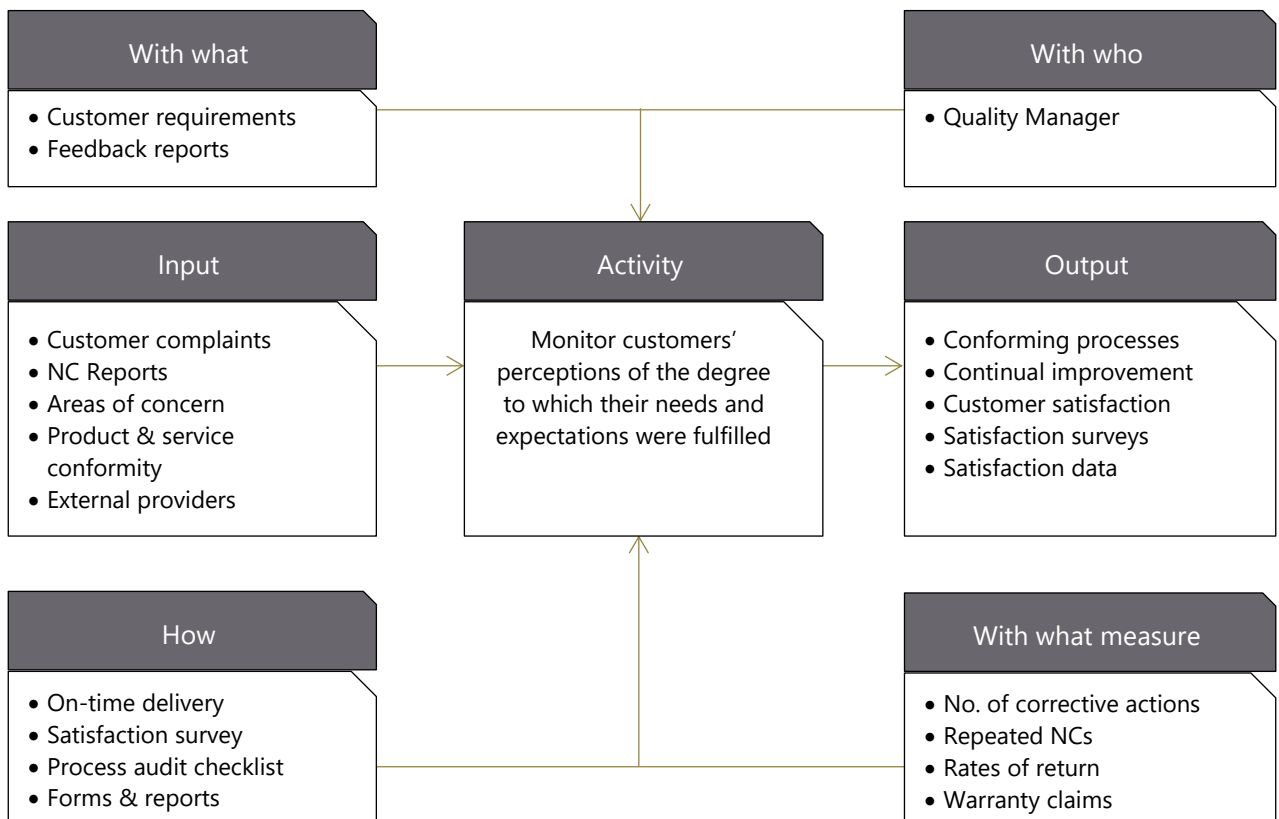 With what
• Customer requirements
• Feedback reports
With who
• Quality Manager
Input
• Customer complaints
• NC Reports
• Areas of concern
• Product & service
conformity
• External providers
Activity
Monitor customers’
perceptions of the degree
to which their needs and
expectations were fulfilled
Output
• Conforming processes
• Continual improvement
• Customer satisfaction
• Satisfaction surveys
• Satisfaction data
How
• On-time delivery
• Satisfaction survey
• Process audit checklist
• Forms & reports
With what measure
• No. of corrective actions
• Repeated NCs
• Rates of return
• Warranty claims